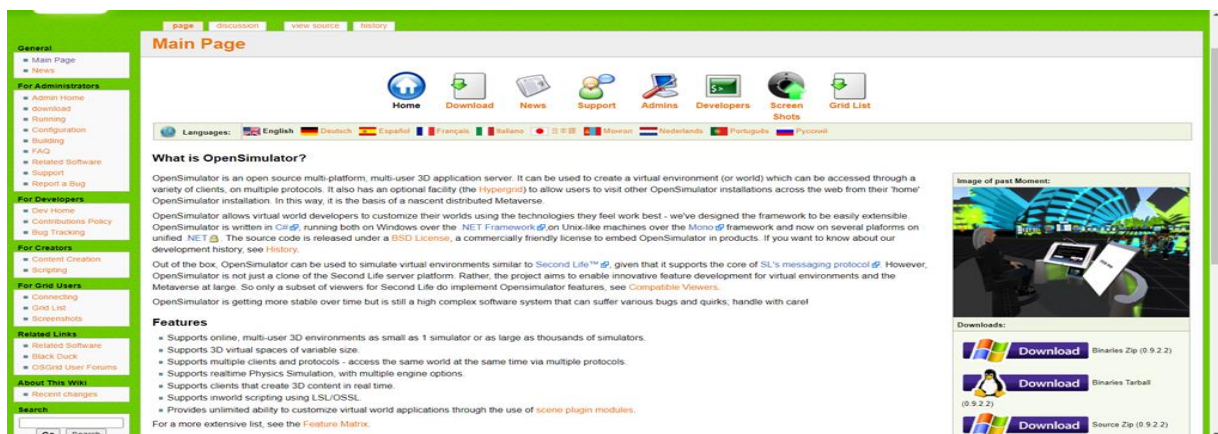 page discussion view source history
Main Page
General
Main Page
News
For Administrators
Admin Home
download
Running
Configuration
Building
FAQ
Related Software
Support
Report a Bug
For Developers
Dev Home
Contributions Policy
Bug Tracking
For Creators
Content Creation
Scripting
For Grid Users
Connecting
Grid List
Screenshots
Related Links
Related Software
Black Duck
OSGrid User Forums
About This Wiki
Recent changes
Search
Go Search
Home Download News Support Admins Developers Screen Shots Grid List
Languages: English Deutsch Español Français Italiano 日本語 Монгол Nederlands Português Русский
What is OpenSimulator?
OpenSimulator is an open source multi-platform, multi-user 3D application server. It can be used to create a virtual environment (or world) which can be accessed through a
variety of clients, on multiple protocols. It also has an optional facility (the Hypergrid) to allow users to visit other OpenSimulator installations across the web from their 'home'
OpenSimulator installation. In this way, it is the basis of a nascent distributed Metaverse.
OpenSimulator allows virtual world developers to customize their worlds using the technologies they feel work best - we've designed the framework to be easily extensible.
OpenSimulator is written in C#, running both on Windows over the .NET Framework,on Unix-like machines over the Mono framework and now on several plaforms on
unified .NET. The source code is released under a BSD License, a commercially friendly license to embed OpenSimulator in products. If you want to know about our
development history, see History.
Out of the box, OpenSimulator can be used to simulate virtual environments similar to Second Life™, given that it supports the core of SL's messaging protocol. However,
OpenSimulator is not just a clone of the Second Life server platform. Rather, the project aims to enable innovative feature development for virtual environments and the
Metaverse at large. So only a subset of viewers for Second Life do implement Opensimulator features, see Compatible Viewers.
OpenSimulator is getting more stable over time but is still a high complex software system that can suffer various bugs and quirks; handle with care!
Features
Supports online, multi-user 3D environments as small as 1 simulator or as large as thousands of simulators.
Supports 3D virtual spaces of variable size.
Supports multiple clients and protocols - access the same world at the same time via multiple protocols.
Supports realtime Physics Simulation, with multiple engine options.
Supports clients that create 3D content in real time.
Supports inworld scripting using LSL/OSSL.
Provides unlimited ability to customize virtual world applications through the use of scene plugin modules.
For a more extensive list, see the Feature Matrix.
Image of past Moment:
Downloads:
Download Binaries Zip (0.9.2.2)
Download Binaries Tarball
(0.9.2.2)
Download Source Zip (0.9.2.2)